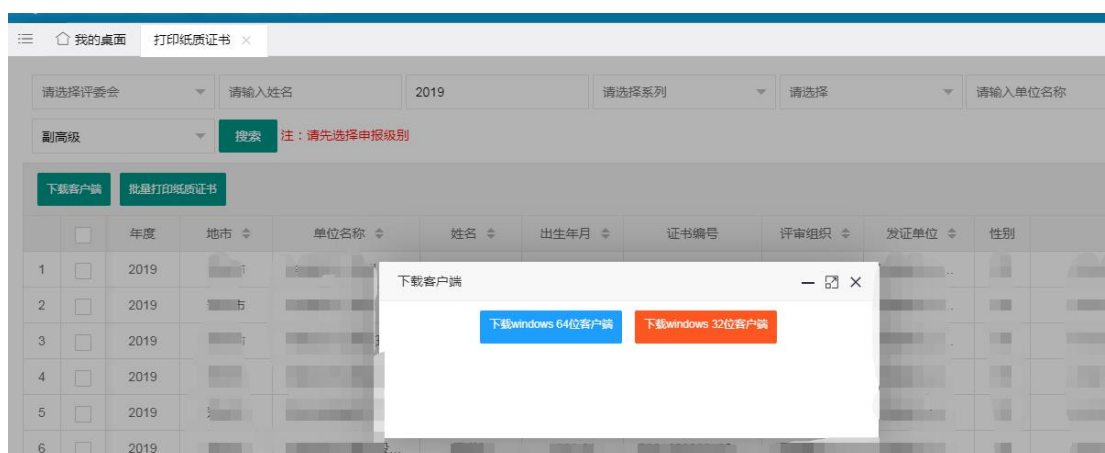 我的桌面 打印纸质证书
请选择评委会 请输入姓名 2019 请选择系列 请选择 请输入单位名称
副高级 搜索 注：请先选择申报级别
下载客户端 批量打印纸质证书
年度 地市 单位名称 姓名 出生年月 证书编号 评审组织 发证单位 性别
下载客户端
下载windows 64位客户端 下载windows 32位客户端
1 2019
2 2019 市
3 2019
4 2019
5 2019
6 2019